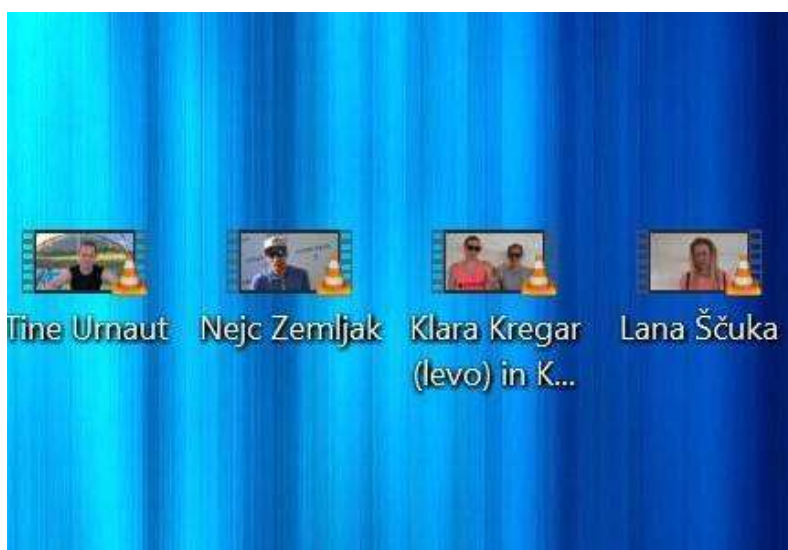 Tine Urnaut
Nejc Zemljak
Klara Kregar
(levo) in K...
Lana Ščuka